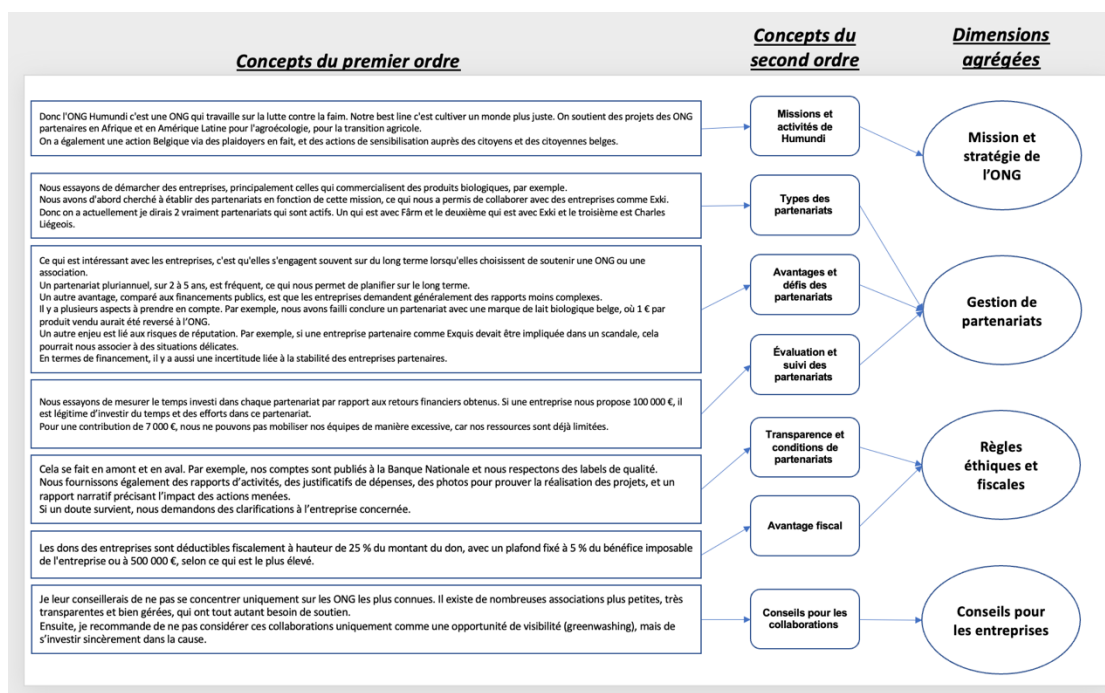 Concepts du premier ordre
Concepts du
second ordre
Dimensions
agrégées
Donc l'ONG Humundi c'est une ONG qui travaille sur la lutte contre la faim. Notre best line c'est cultiver un monde plus juste. On soutient des projets des ONG
partenaires en Afrique et en Amérique Latine pour l'agroécologie, pour la transition agricole.
On a également une action Belgique via des plaidoyers en fait, et des actions de sensibilisation auprès des citoyens et des citoyennes belges.
Missions et
activités de
Humundi
Mission et
stratégie de
l'ONG
Nous essayons de démarcher des entreprises, principalement celles qui commercialisent des produits biologiques, par exemple.
Nous avons d'abord cherché à établir des partenariats en fonction de cette mission, ce qui nous a permis de collaborer avec des entreprises comme Exki.
Donc on a actuellement je dirais 2 vraiment partenariats qui sont actifs. Un qui est avec Färm et le deuxième qui est avec Exki et le troisième est Charles
Liégeois.
Types des
partenariats
Ce qui est intéressant avec les entreprises, c'est qu'elles s'engagent souvent sur du long terme lorsqu'elles choisissent de soutenir une ONG ou une
association.
Un partenariat pluriannuel, sur 2 à 5 ans, est fréquent, ce qui nous permet de planifier sur le long terme.
Un autre avantage, comparé aux financements publics, est que les entreprises demandent généralement des rapports moins complexes.
Il y a plusieurs aspects à prendre en compte. Par exemple, nous avons failli conclure un partenariat avec une marque de lait biologique belge, où 1 € par
produit vendu aurait été reversé à l'ONG.
Un autre enjeu est lié aux risques de réputation. Par exemple, si une entreprise partenaire comme Exquis devait être impliquée dans un scandale, cela
pourrait nous associer à des situations délicates.
En termes de financement, il y a aussi une incertitude liée à la stabilité des entreprises partenaires.
Avantages et
défis des
partenariats
Gestion de
partenariats
Évaluation et
suivi des
partenariats
Nous essayons de mesurer le temps investi dans chaque partenariat par rapport aux retours financiers obtenus. Si une entreprise nous propose 100 000 €, il
est légitime d'investir du temps et des efforts dans ce partenariat.
Pour une contribution de 7 000 €, nous ne pouvons pas mobiliser nos équipes de manière excessive, car nos ressources sont déjà limitées.
Transparence et
conditions de
partenariats
Règles
éthiques et
fiscales
Cela se fait en amont et en aval. Par exemple, nos comptes sont publiés à la Banque Nationale et nous respectons des labels de qualité.
Nous fournissons également des rapports d'activités, des justificatifs de dépenses, des photos pour prouver la réalisation des projets, et un
rapport narratif précisant l'impact des actions menées.
Si un doute survient, nous demandons des clarifications à l'entreprise concernée.
Avantage fiscal
Les dons des entreprises sont déductibles fiscalement à hauteur de 25 % du montant du don, avec un plafond fixé à 5 % du bénéfice imposable
de l'entreprise ou à 500 000 €, selon ce qui est le plus élevé.
Je leur conseillerais de ne pas se concentrer uniquement sur les ONG les plus connues. Il existe de nombreuses associations plus petites, très
transparentes et bien gérées, qui ont tout autant besoin de soutien.
Ensuite, je recommande de ne pas considérer ces collaborations uniquement comme une opportunité de visibilité (greenwashing), mais de
s'investir sincèrement dans la cause.
Conseils pour les
collaborations
Conseils pour
les entreprises